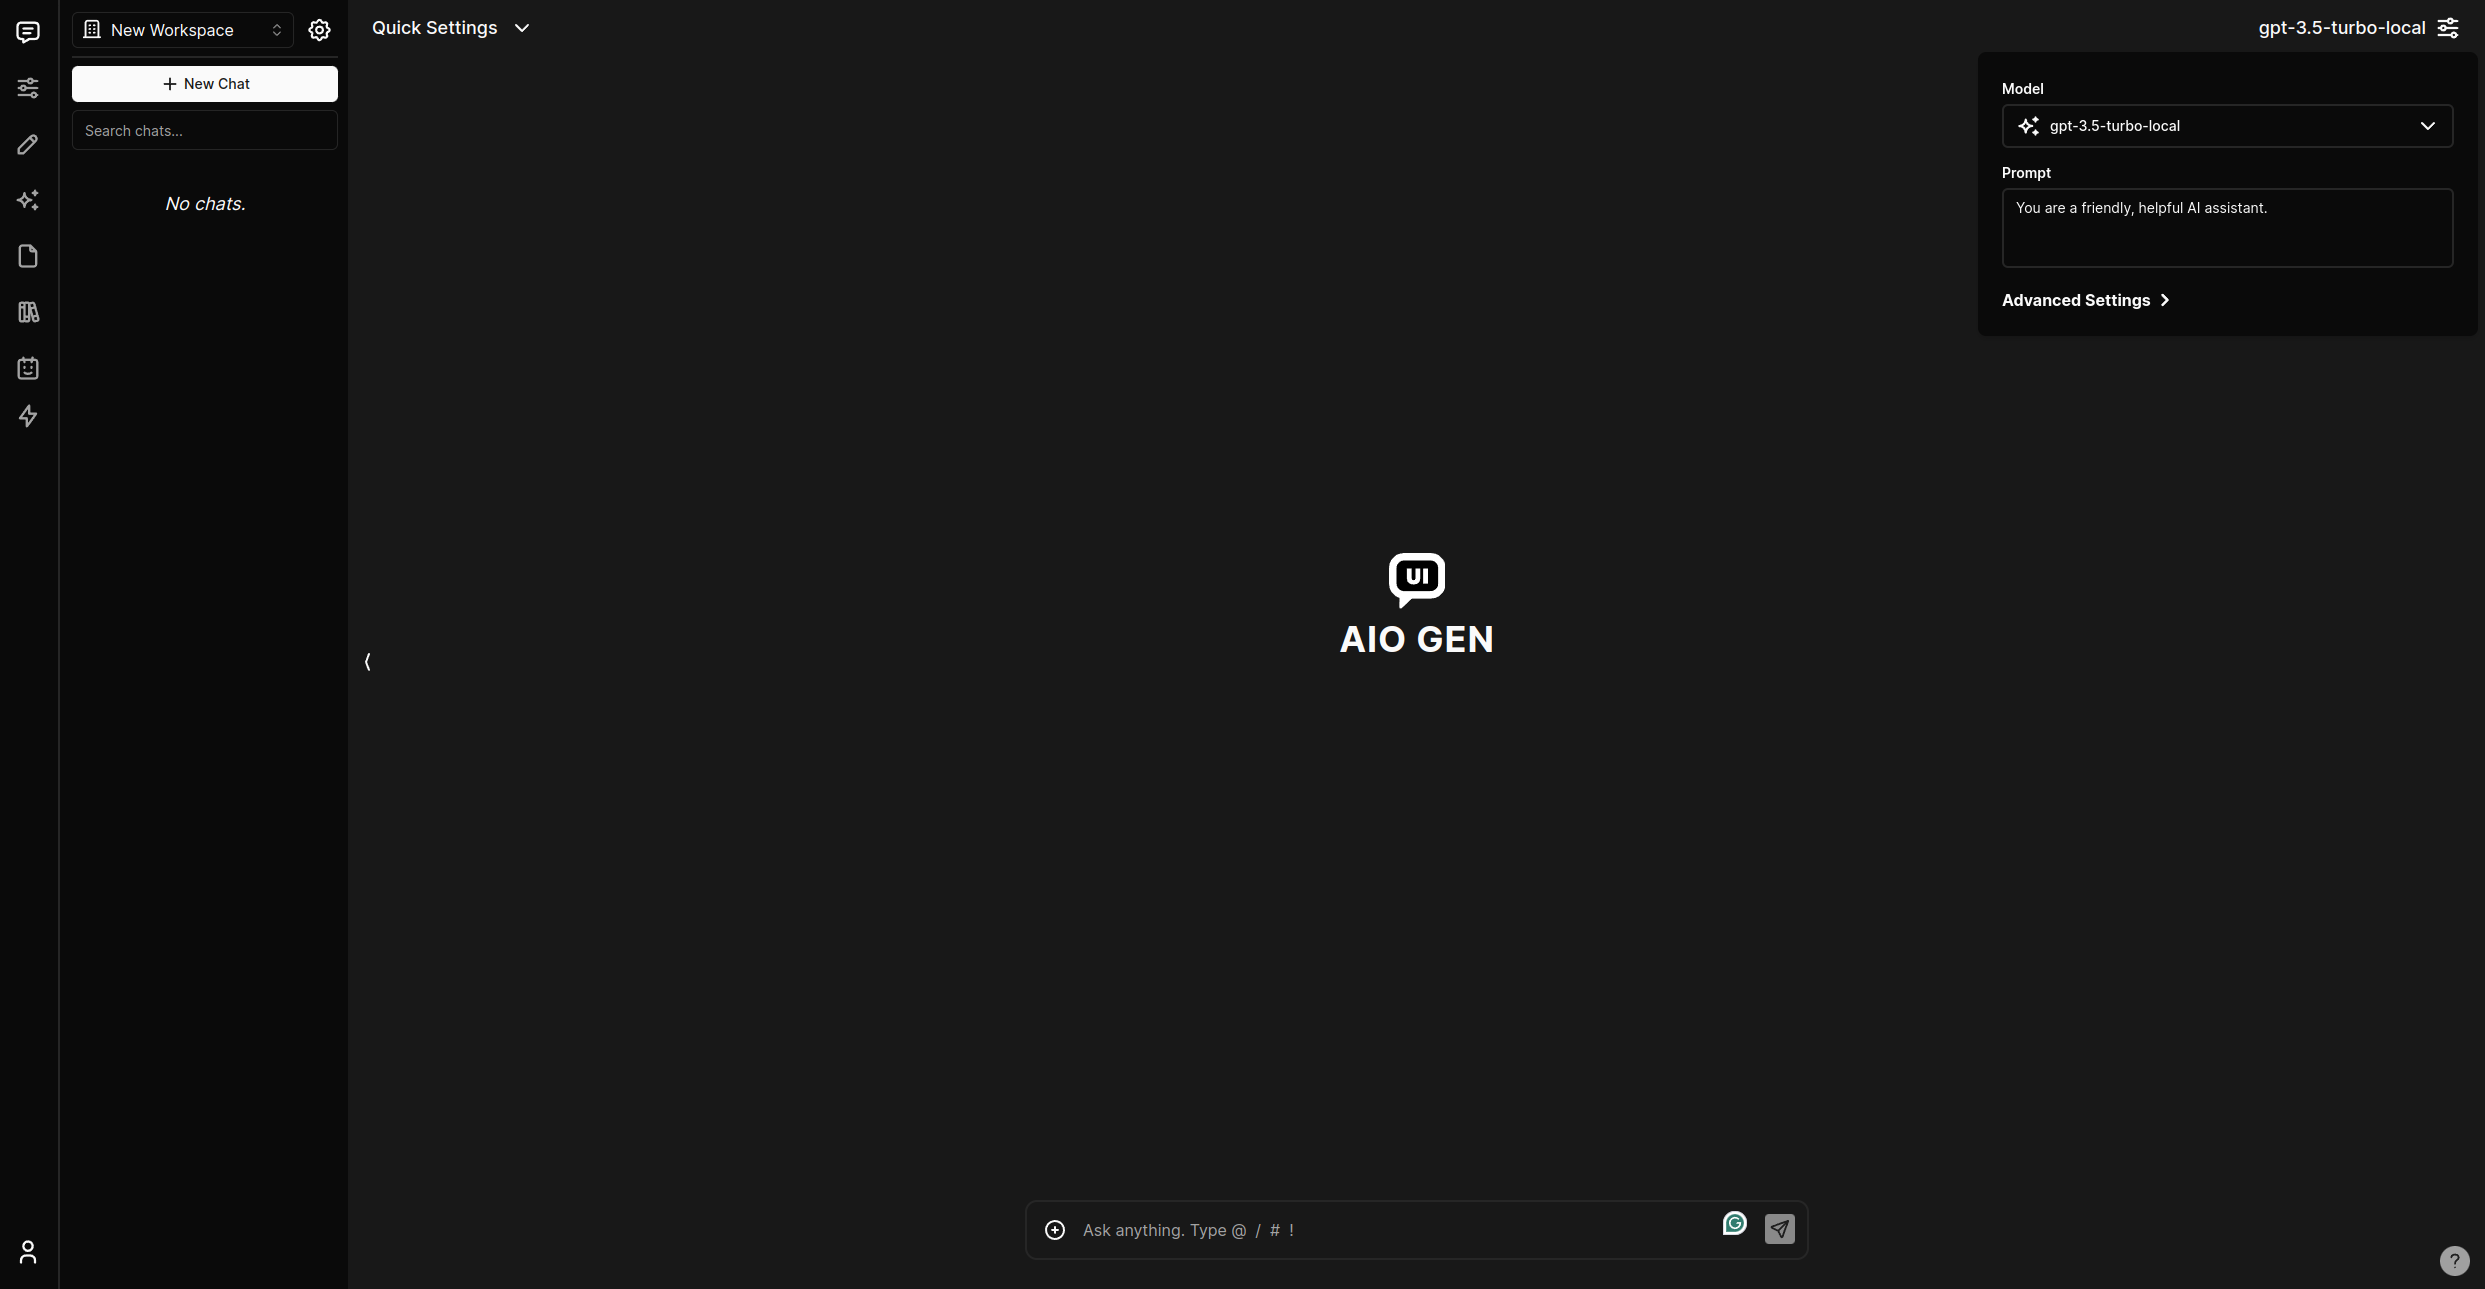 New Workspace
New Chat
Search chats...
No chats.
Quick Settings
gpt-3.5-turbo-local
Model
gpt-3.5-turbo-local
Prompt
You are a friendly, helpful AI assistant.
Advanced Settings
UI
AIO GEN
Ask anything. Type @ / # !
?